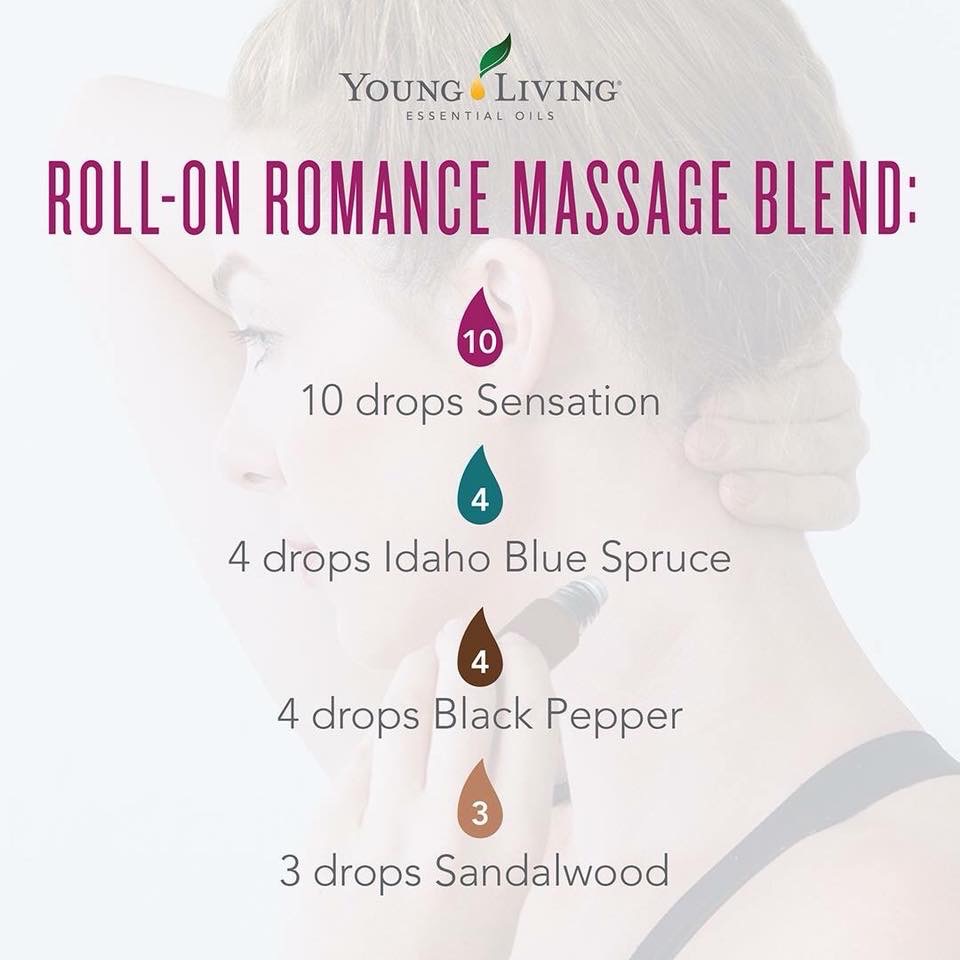 YOUNG LIVING®
ESSENTIAL OILS
ROLL-ON ROMANCE MASSAGE BLEND:
10
10 drops Sensation
4
4 drops Idaho Blue Spruce
4
4 drops Black Pepper
3
3 drops Sandalwood